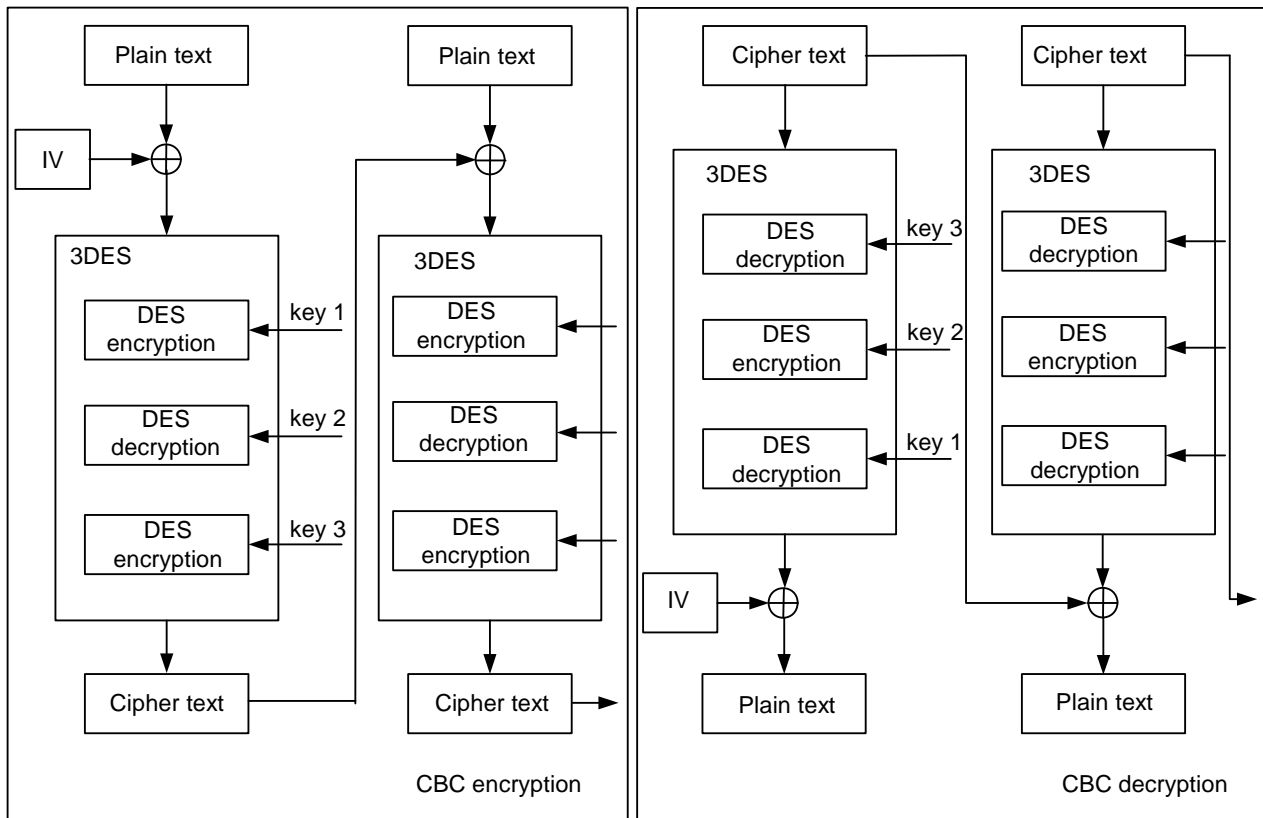 Plain text
Plain text
IV
3DES
DES
encryption
key 1
DES
decryption
key 2
DES
encryption
key 3
3DES
DES
encryption
DES
decryption
DES
encryption
Cipher text
Cipher text
CBC encryption
Cipher text
Cipher text
3DES
DES
decryption
key 3
DES
encryption
key 2
DES
decryption
key 1
3DES
DES
decryption
DES
encryption
DES
decryption
IV
Plain text
Plain text
CBC decryption